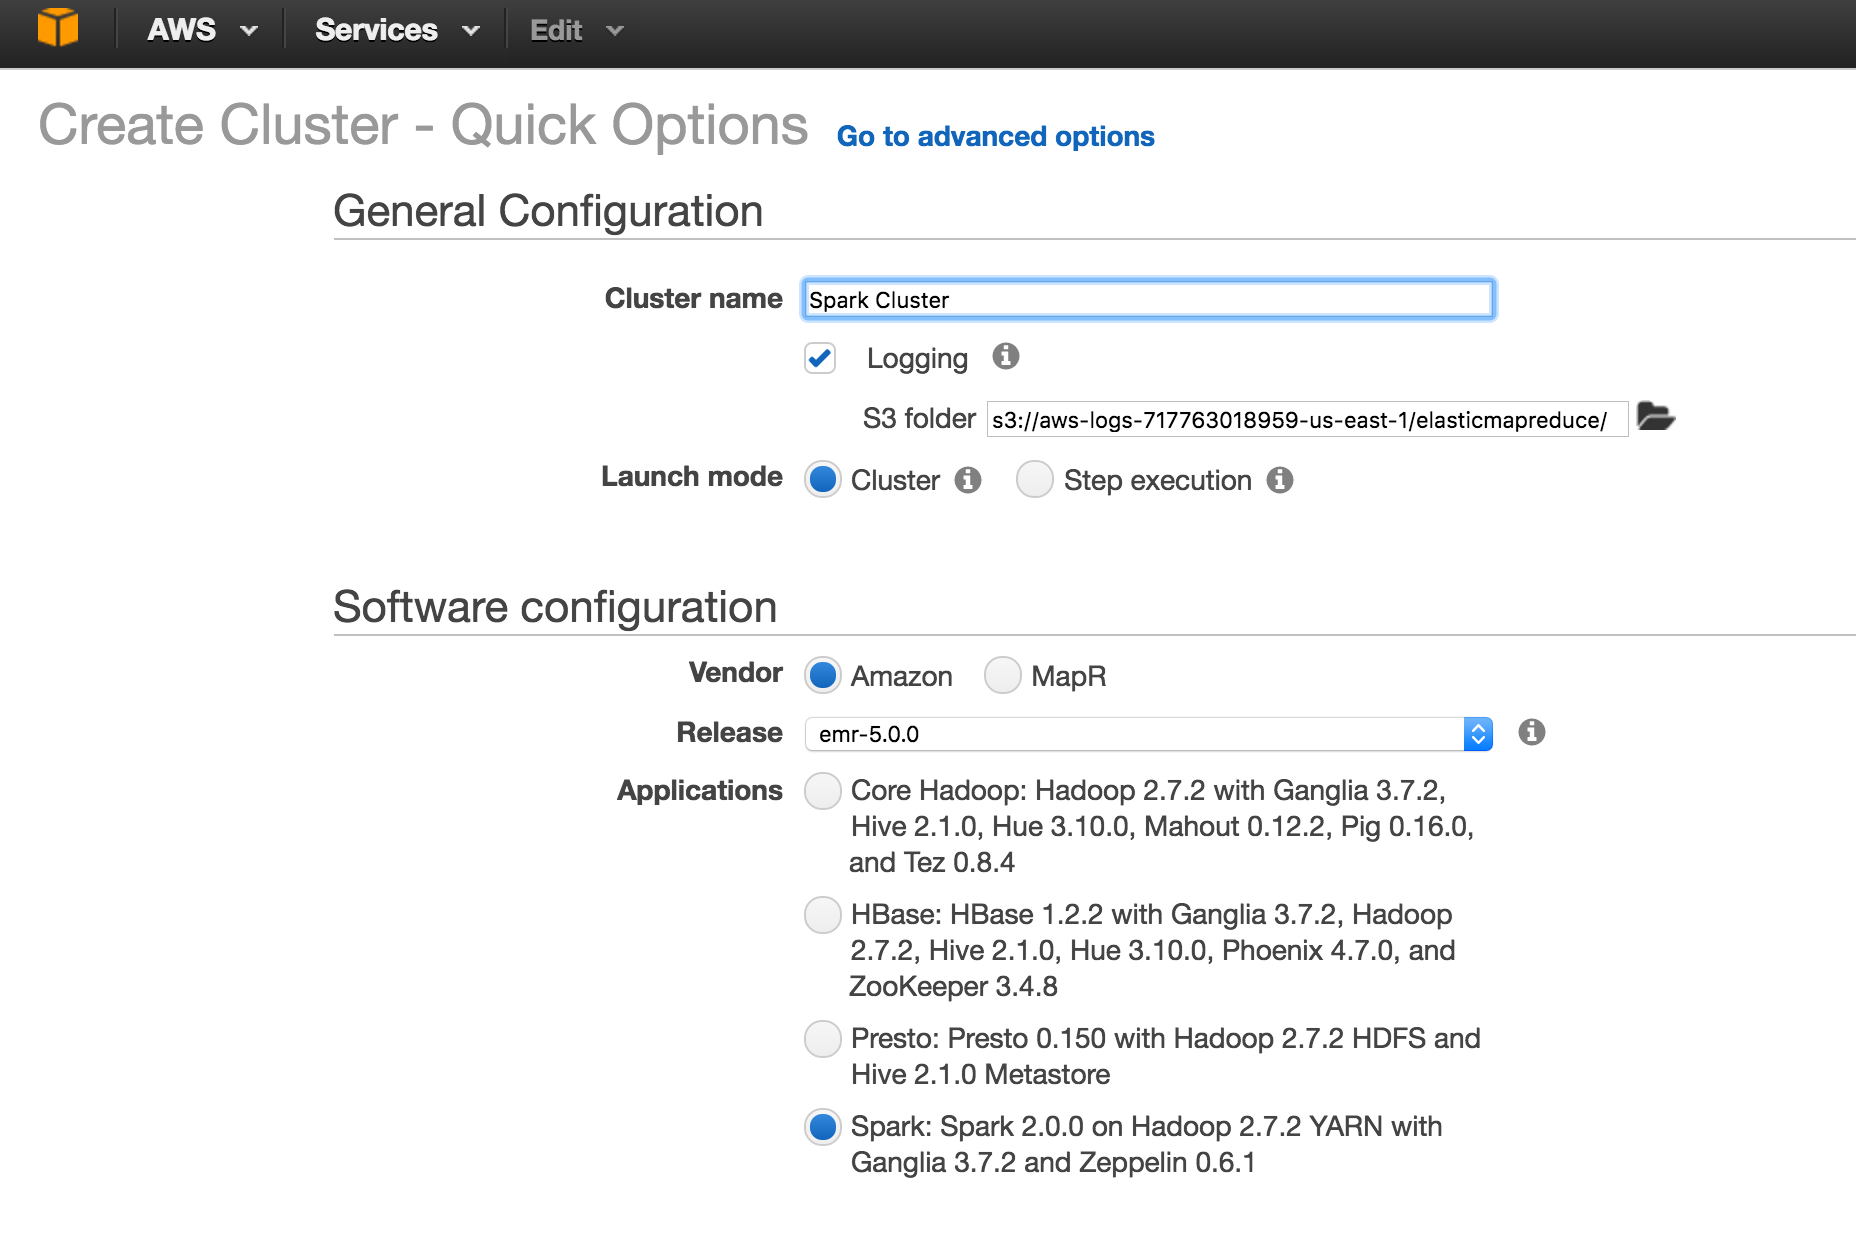 AWS Services Edit
Create Cluster - Quick Options Go to advanced options
General Configuration
Cluster name Spark Cluster
Logging
S3 folder s3://aws-logs-717763018959-us-east-1/elasticmapreduce/
Launch mode Cluster Step execution
Software configuration
Vendor Amazon MapR
Release emr-5.0.0
Applications Core Hadoop: Hadoop 2.7.2 with Ganglia 3.7.2,
Hive 2.1.0, Hue 3.10.0, Mahout 0.12.2, Pig 0.16.0,
and Tez 0.8.4
HBase: HBase 1.2.2 with Ganglia 3.7.2, Hadoop
2.7.2, Hive 2.1.0, Hue 3.10.0, Phoenix 4.7.0, and
ZooKeeper 3.4.8
Presto: Presto 0.150 with Hadoop 2.7.2 HDFS and
Hive 2.1.0 Metastore
Spark: Spark 2.0.0 on Hadoop 2.7.2 YARN with
Ganglia 3.7.2 and Zeppelin 0.6.1